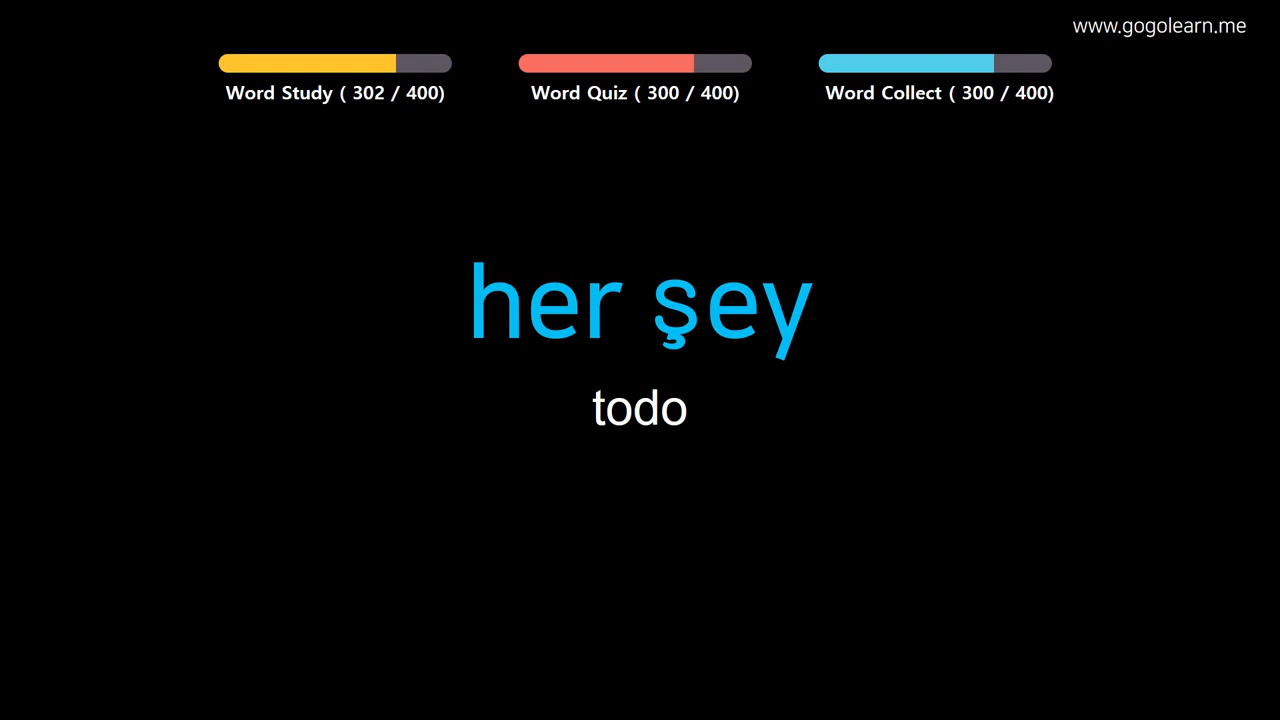 www.gogolearn.me
Word Study ( 302 / 400)
Word Quiz ( 300 / 400)
Word Collect ( 300 / 400)
her şey
todo